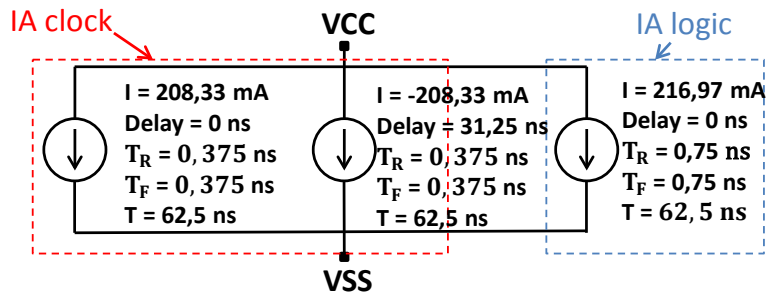 IA clock
VCC
IA logic
I = 208,33 mA
Delay = 0 ns
TR = 0,375 ns
TF = 0,375 ns
T = 62,5 ns
I = -208,33 mA
Delay = 31,25 ns
TR = 0,375 ns
TF = 0,375 ns
T = 62,5 ns
I = 216,97 mA
Delay = 0 ns
TR = 0,75 ns
TF = 0,75 ns
T = 62,5 ns
VSS